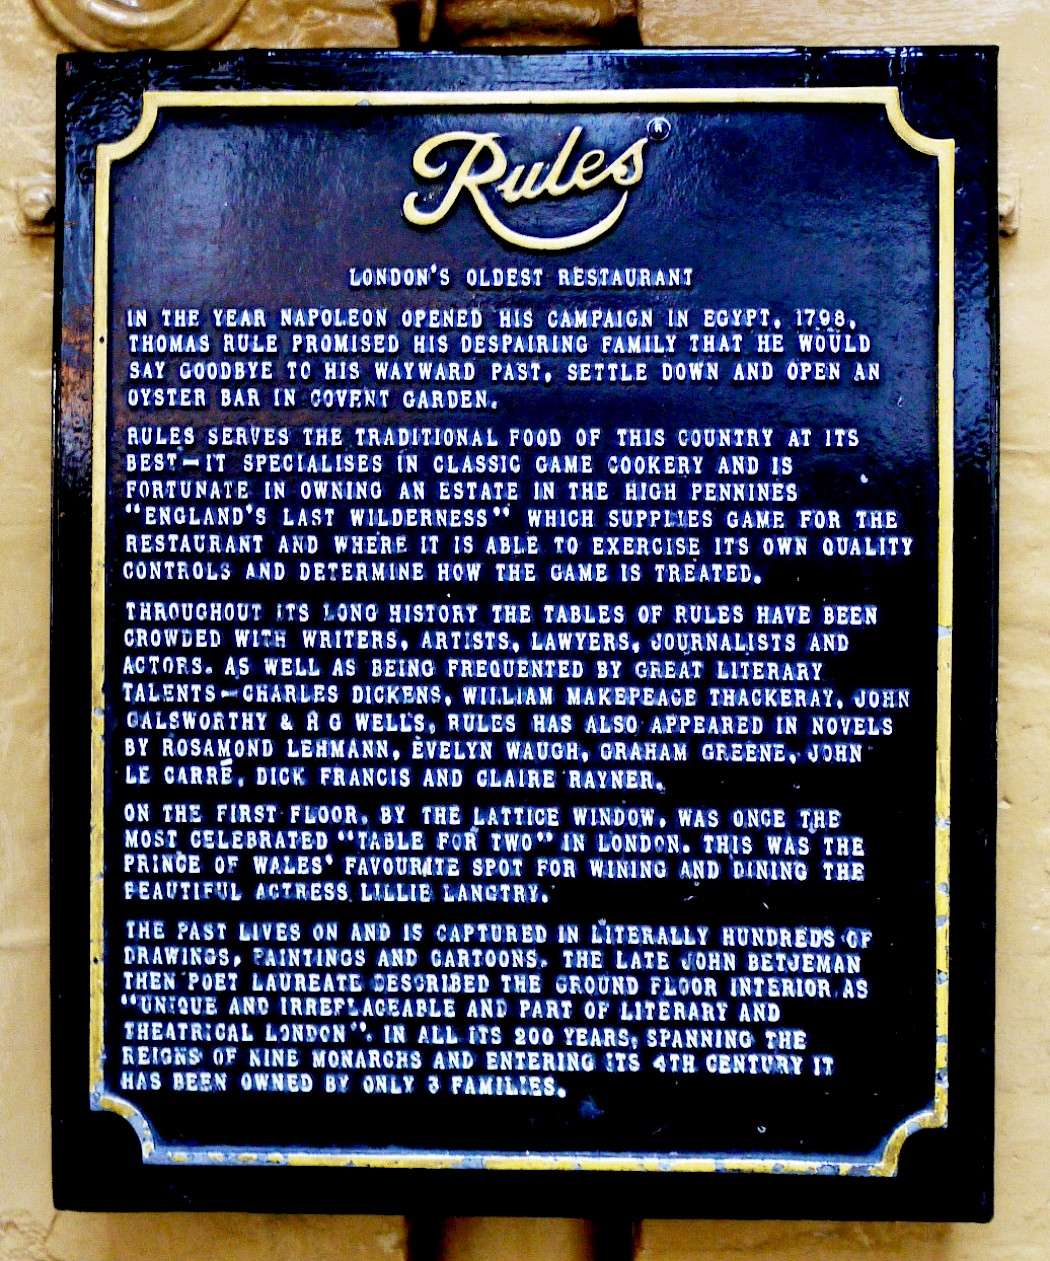 Rules®
LONDON'S OLDEST RESTAURANT
IN THE YEAR NAPOLEON OPENED HIS CAMPAIGN IN EGYPT, 1798,
THOMAS RULE PROMISED HIS DESPAIRING FAMILY THAT HE WOULD
SAY GOODBYE TO HIS WAYWARD PAST, SETTLE DOWN AND OPEN AN
OYSTER BAR IN COVENT GARDEN.
RULES SERVES THE TRADITIONAL FOOD OF THIS COUNTRY AT ITS
BEST—IT SPECIALISES IN CLASSIC GAME COOKERY AND IS
FORTUNATE IN OWNING AN ESTATE IN THE HIGH PENNINES
"ENGLAND'S LAST WILDERNESS" WHICH SUPPLIES GAME FOR THE
RESTAURANT AND WHERE IT IS ABLE TO EXERCISE ITS OWN QUALITY
CONTROLS AND DETERMINE HOW THE GAME IS TREATED.
THROUGHOUT ITS LONG HISTORY THE TABLES OF RULES HAVE BEEN
CROWDED WITH WRITERS, ARTISTS, LAWYERS, JOURNALISTS AND
ACTORS. AS WELL AS BEING FREQUENTED BY GREAT LITERARY
TALENTS—CHARLES DICKENS, WILLIAM MAKEPEACE THACKERAY, JOHN
GALSWORTHY & H G WELLS, RULES HAS ALSO APPEARED IN NOVELS
BY ROSAMOND LEHMANN, EVELYN WAUGH, GRAHAM GREENE, JOHN
LE CARRÉ, DICK FRANCIS AND CLAIRE RAYNER.
ON THE FIRST FLOOR, BY THE LATTICE WINDOW, WAS ONCE THE
MOST CELEBRATED "TABLE FOR TWO" IN LONDON. THIS WAS THE
PRINCE OF WALES' FAVOURITE SPOT FOR WINING AND DINING THE
BEAUTIFUL ACTRESS LILLIE LANGTRY.
THE PAST LIVES ON AND IS CAPTURED IN LITERALLY HUNDREDS OF
DRAWINGS, PAINTINGS AND CARTOONS. THE LATE JOHN BETJEMAN
THEN POET LAUREATE DESCRIBED THE GROUND FLOOR INTERIOR AS
"UNIQUE AND IRREPLACEABLE AND PART OF LITERARY AND
THEATRICAL LONDON". IN ALL ITS 200 YEARS, SPANNING THE
REIGNS OF NINE MONARCHS AND ENTERING ITS 4TH CENTURY IT
HAS BEEN OWNED BY ONLY 3 FAMILIES.